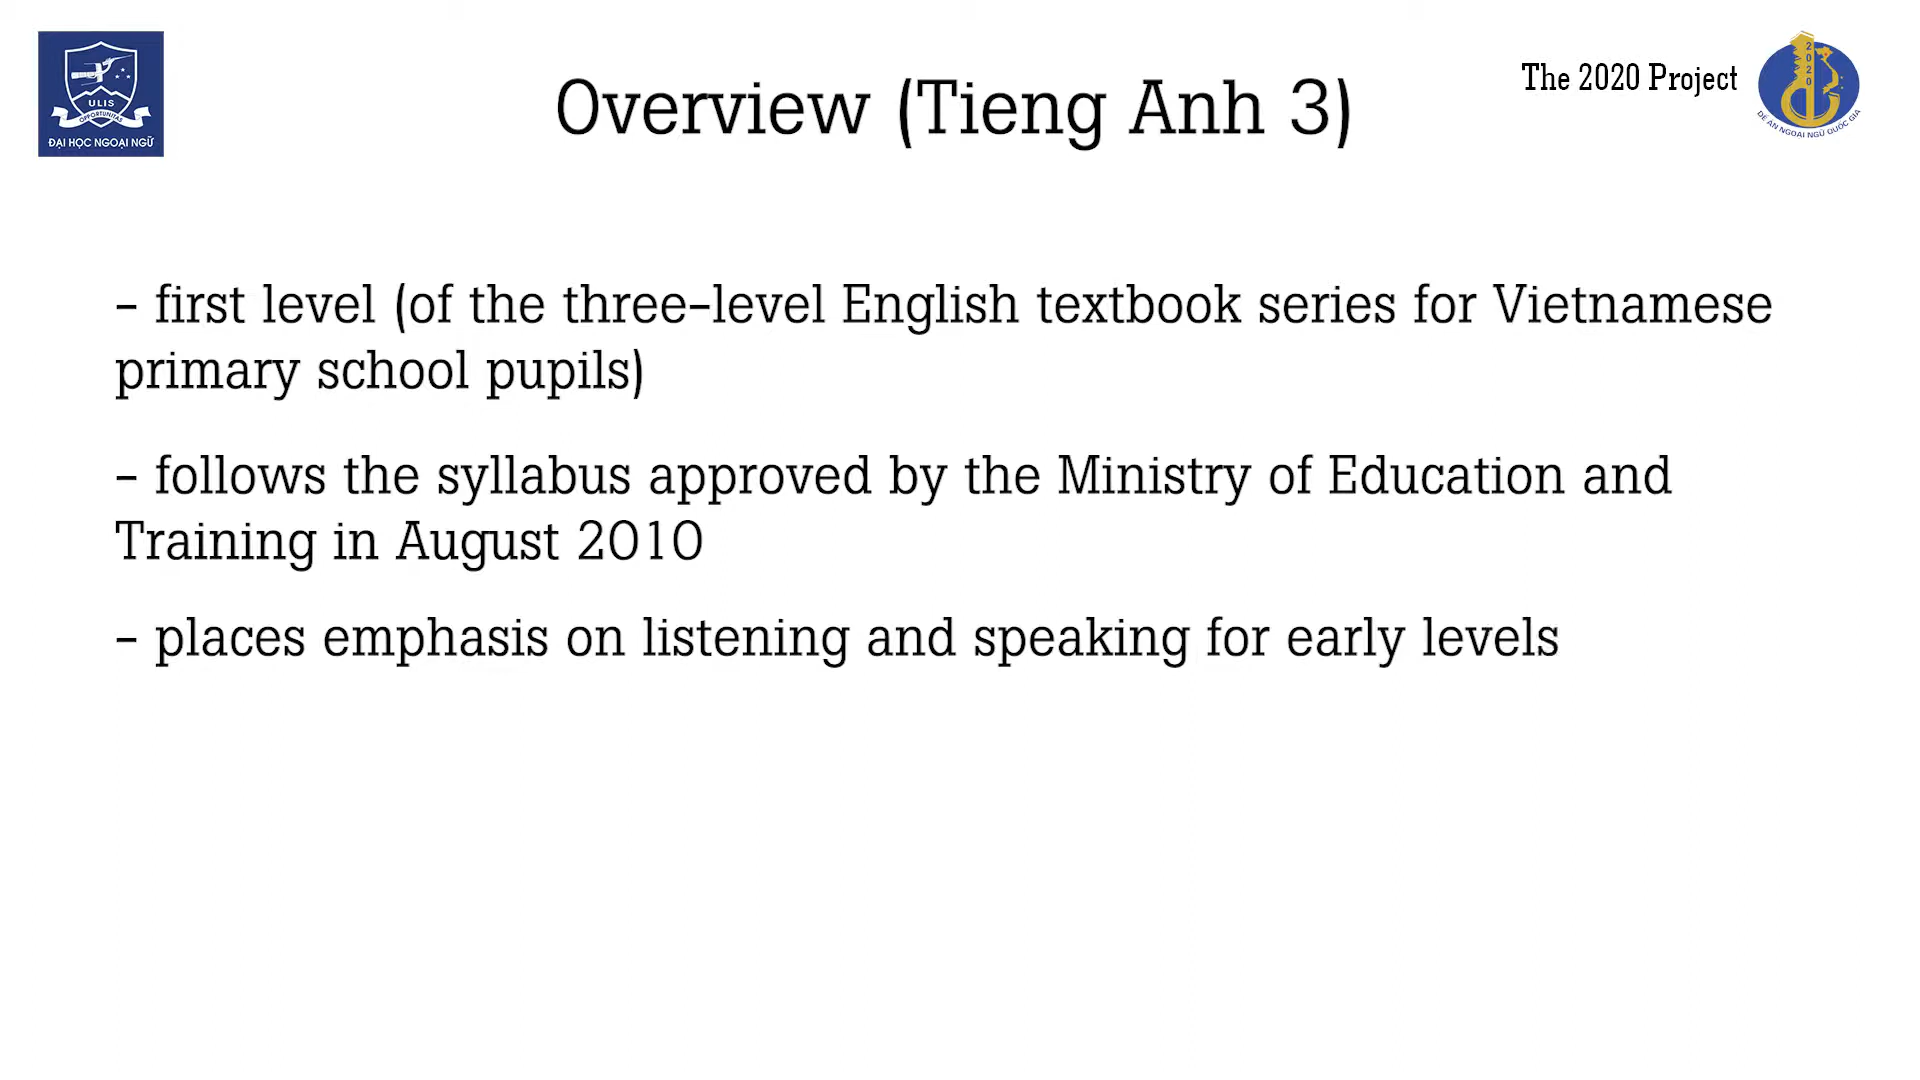 ULIS
OPPORTUNITAS
ĐẠI HỌC NGOẠI NGỮ
Overview (Tieng Anh 3)
The 2020 Project
2020
ĐỀ ÁN NGOẠI NGỮ QUỐC GIA
– first level (of the three–level English textbook series for Vietnamese
primary school pupils)
– follows the syllabus approved by the Ministry of Education and
Training in August 2010
– places emphasis on listening and speaking for early levels